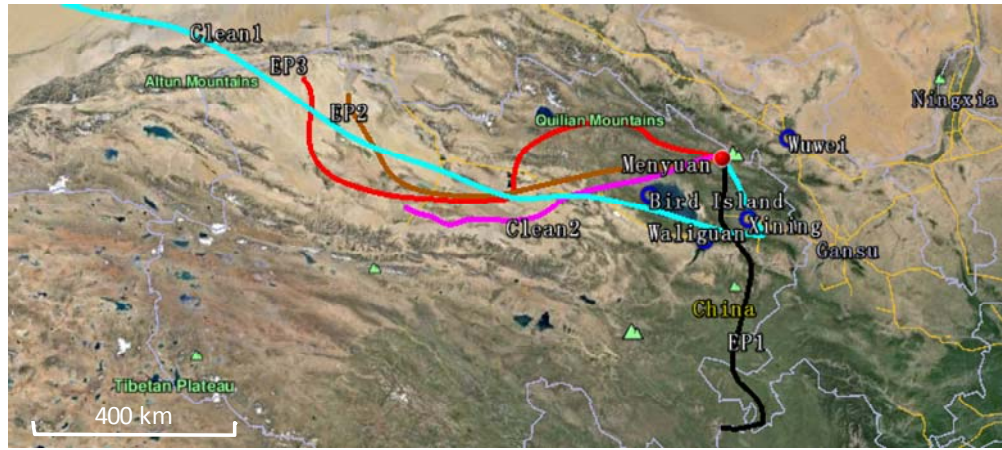 Clean1
EP3
Altun Mountains
Ningxia
EP2
Quilian Mountains
Wuwei
Menyuan
Bird Island
Clean2
Waliguan
Xining
Gansu
China
EP1
Tibetan Plateau
400 km